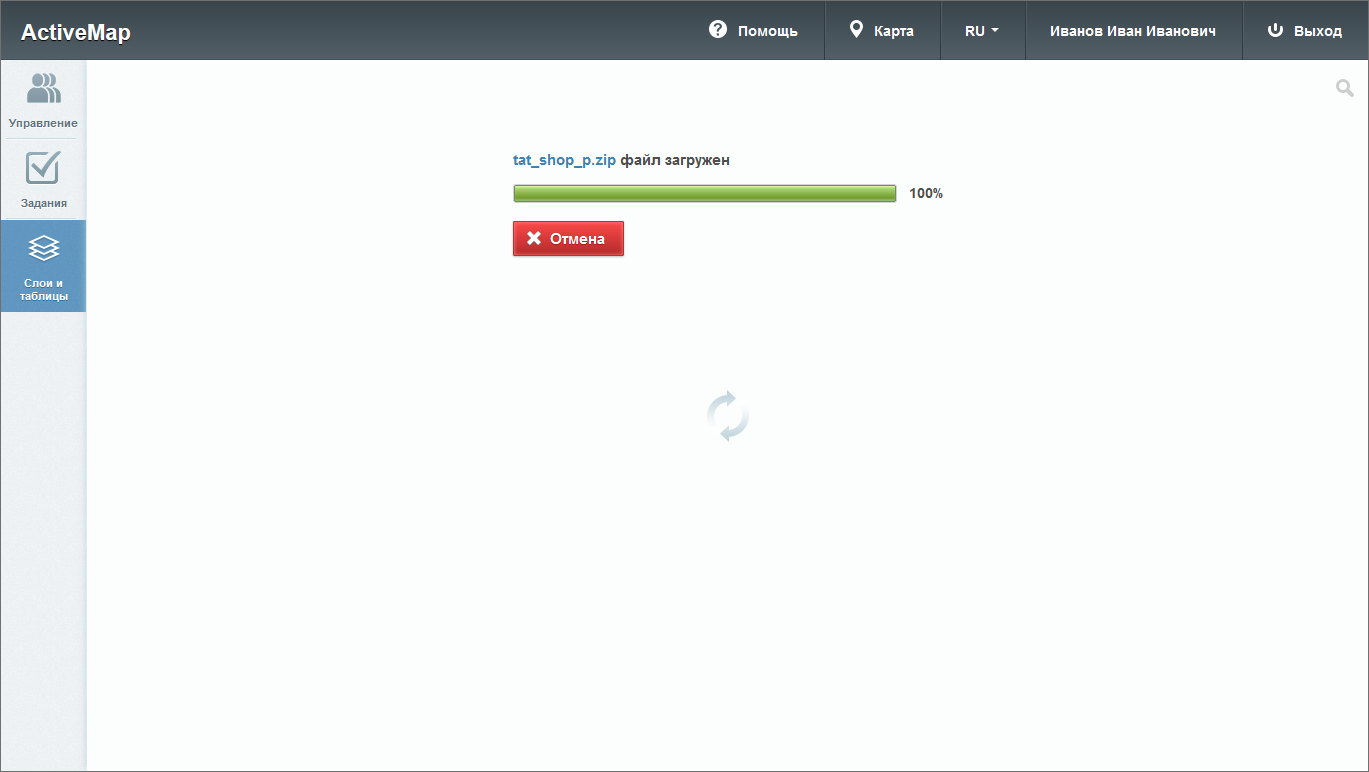 ActiveMap
Помощь
Карта
RU
Иванов Иван Иванович
Выход
Управление
Задания
Слои и
таблицы
tat_shop_p.zip файл загружен
100%
Отмена